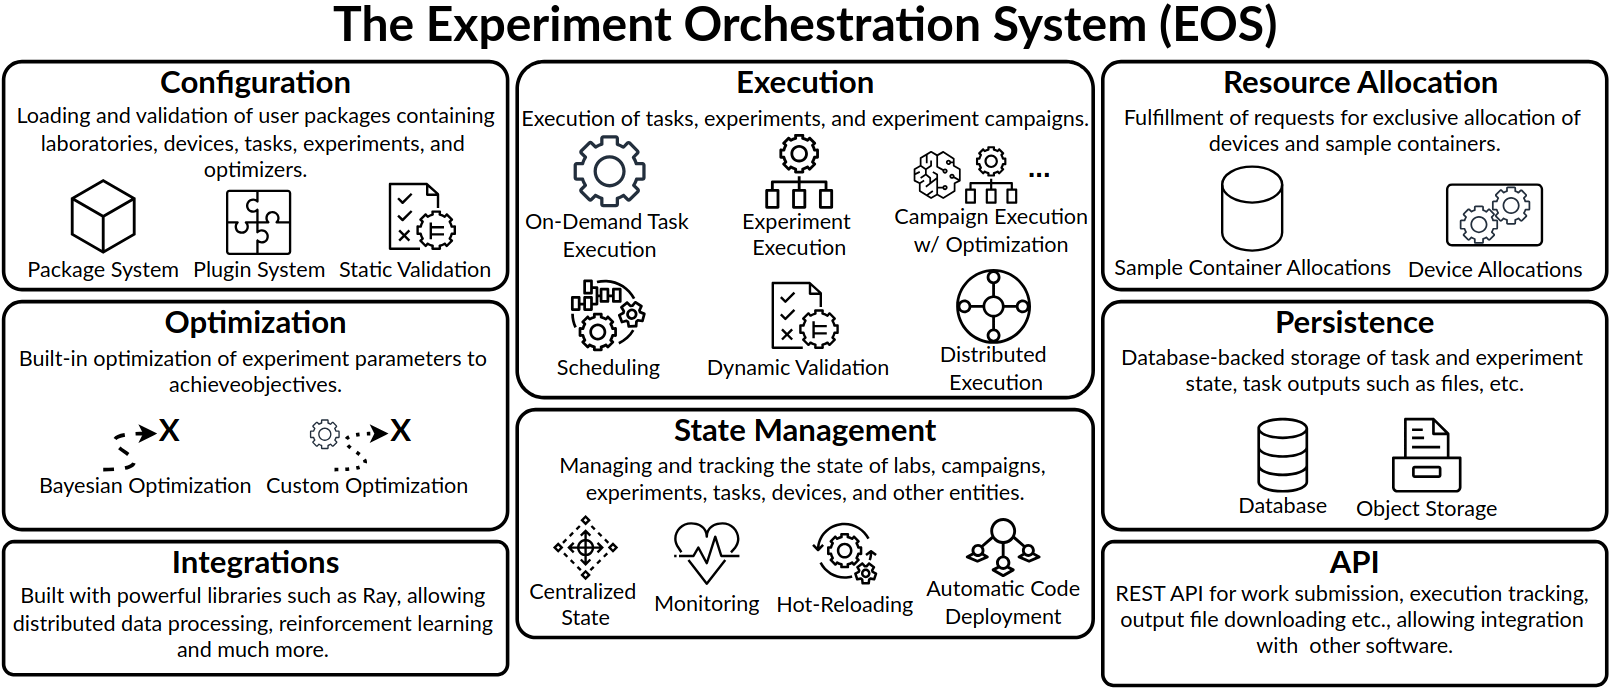 The Experiment Orchestration System (EOS)
Configuration
Loading and validation of user packages containing
laboratories, devices, tasks, experiments, and
optimizers.
Package System
Plugin System
Static Validation
Optimization
Built-in optimization of experiment parameters to
achieveobjectives.
X
X
Bayesian Optimization
Custom Optimization
Integrations
Built with powerful libraries such as Ray, allowing
distributed data processing, reinforcement learning
and much more.
Execution
Execution of tasks, experiments, and experiment campaigns.
...
On-Demand Task
Execution
Experiment
Execution
Campaign Execution
w/ Optimization
Scheduling
Dynamic Validation
Distributed
Execution
State Management
Managing and tracking the state of labs, campaigns,
experiments, tasks, devices, and other entities.
Centralized
State
Monitoring
Hot-Reloading
Automatic Code
Deployment
Resource Allocation
Fulfillment of requests for exclusive allocation of
devices and sample containers.
Sample Container Allocations
Device Allocations
Persistence
Database-backed storage of task and experiment
state, task outputs such as files, etc.
Database
Object Storage
API
REST API for work submission, execution tracking,
output file downloading etc., allowing integration
with  other software.